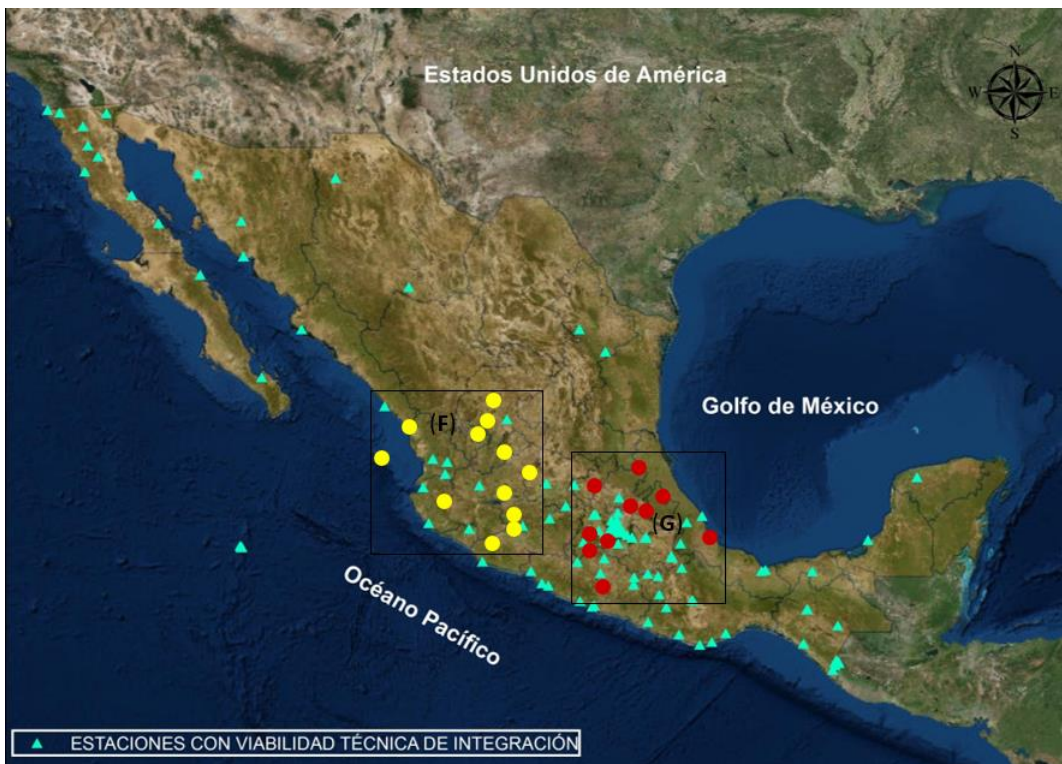 Estados Unidos de América
N
W E
S
Golfo de México
(F)
(G)
Océano Pacífico
ESTACIONES CON VIABILIDAD TÉCNICA DE INTEGRACIÓN